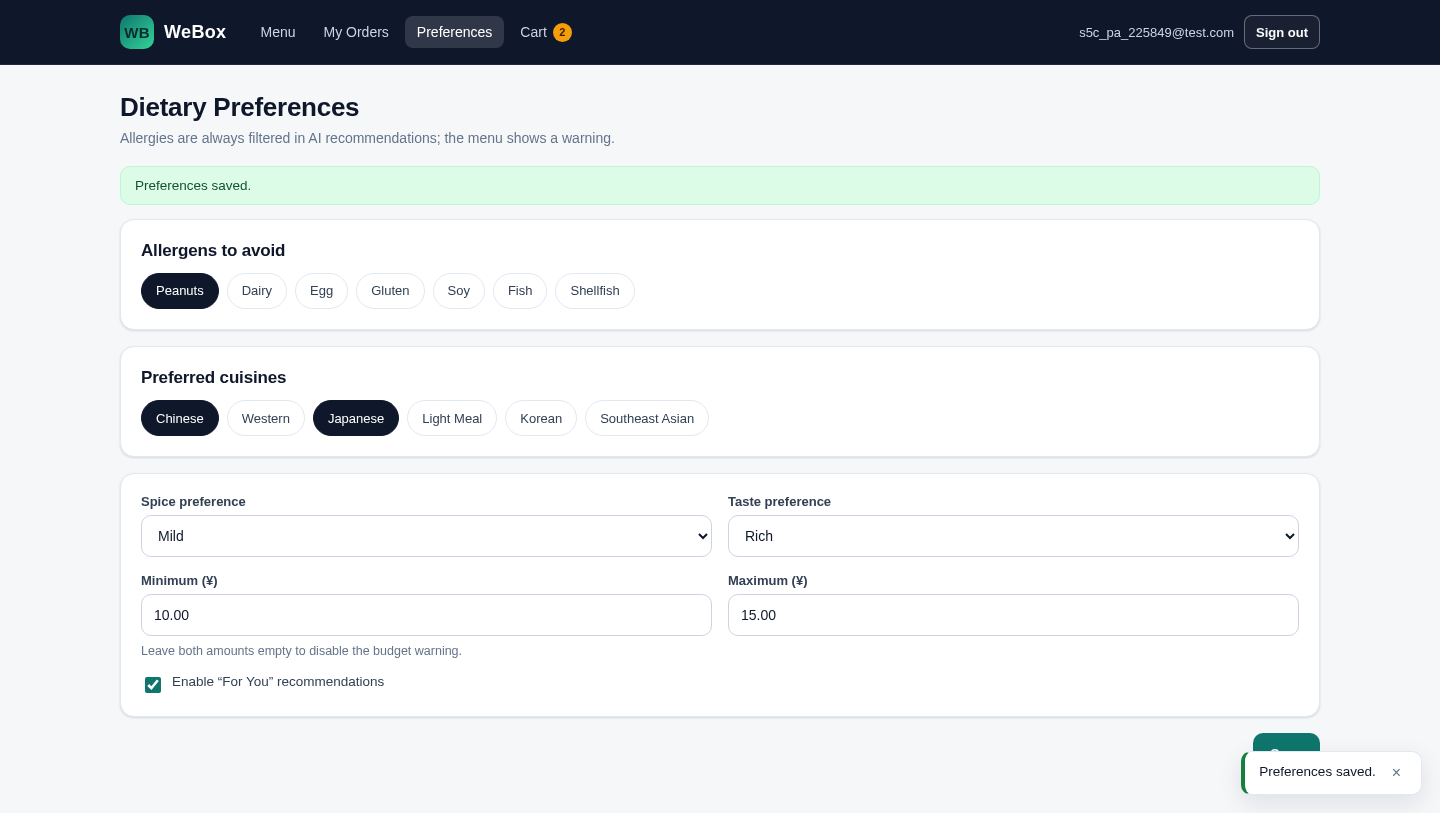 WB WeBox Menu My Orders Preferences Cart 2 s5c_pa_225849@test.com Sign out
Dietary Preferences
Allergies are always filtered in AI recommendations; the menu shows a warning.
Preferences saved.
Allergens to avoid
Peanuts Dairy Egg Gluten Soy Fish Shellfish
Preferred cuisines
Chinese Western Japanese Light Meal Korean Southeast Asian
Spice preference Taste preference
Mild Rich
Minimum (¥) Maximum (¥)
10.00 15.00
Leave both amounts empty to disable the budget warning.
Enable “For You” recommendations
Preferences saved. ×